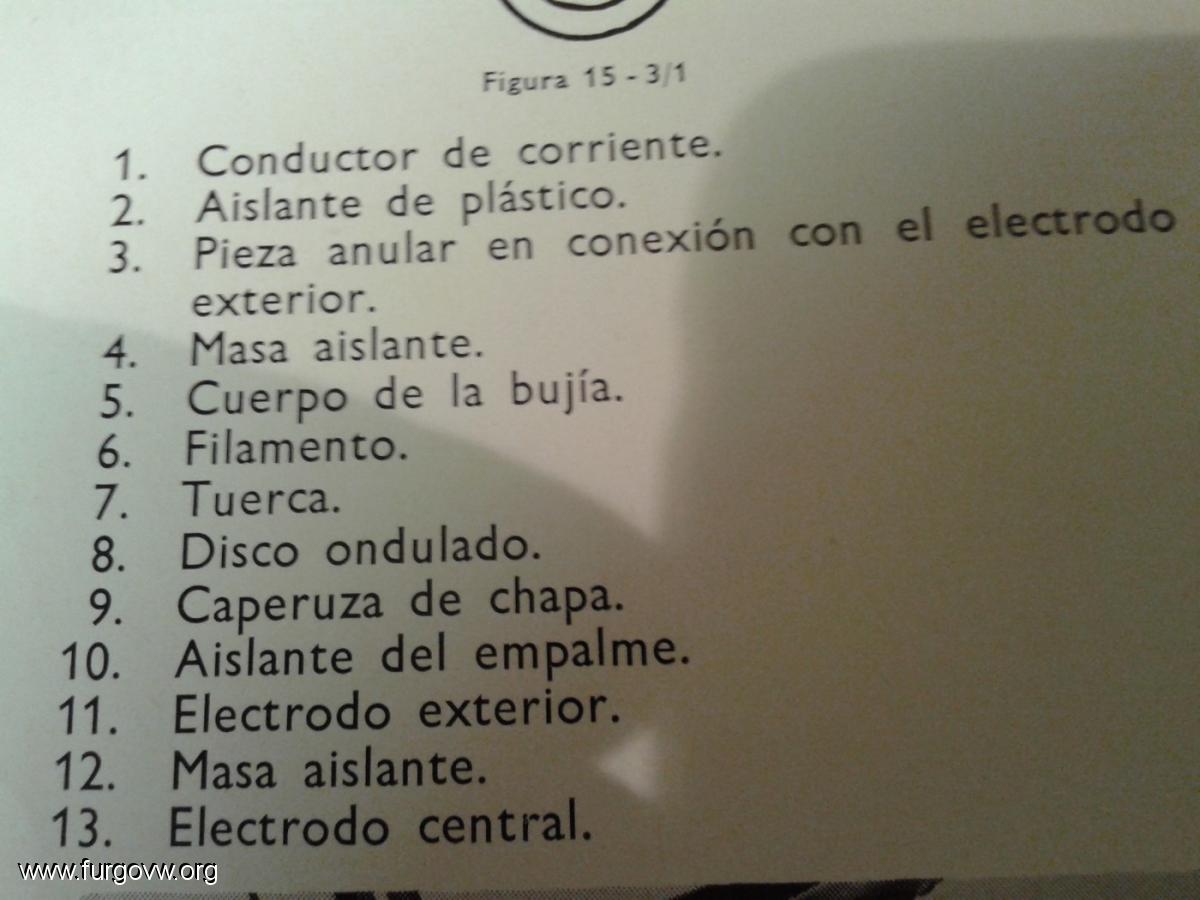 Figura 15 - 3/1
1. Conductor de corriente.
2. Aislante de plástico.
3. Pieza anular en conexión con el electrodo
exterior.
4. Masa aislante.
5. Cuerpo de la bujía.
6. Filamento.
7. Tuerca.
8. Disco ondulado.
9. Caperuza de chapa.
10. Aislante del empalme.
11. Electrodo exterior.
12. Masa aislante.
13. Electrodo central.
www.furgovw.org